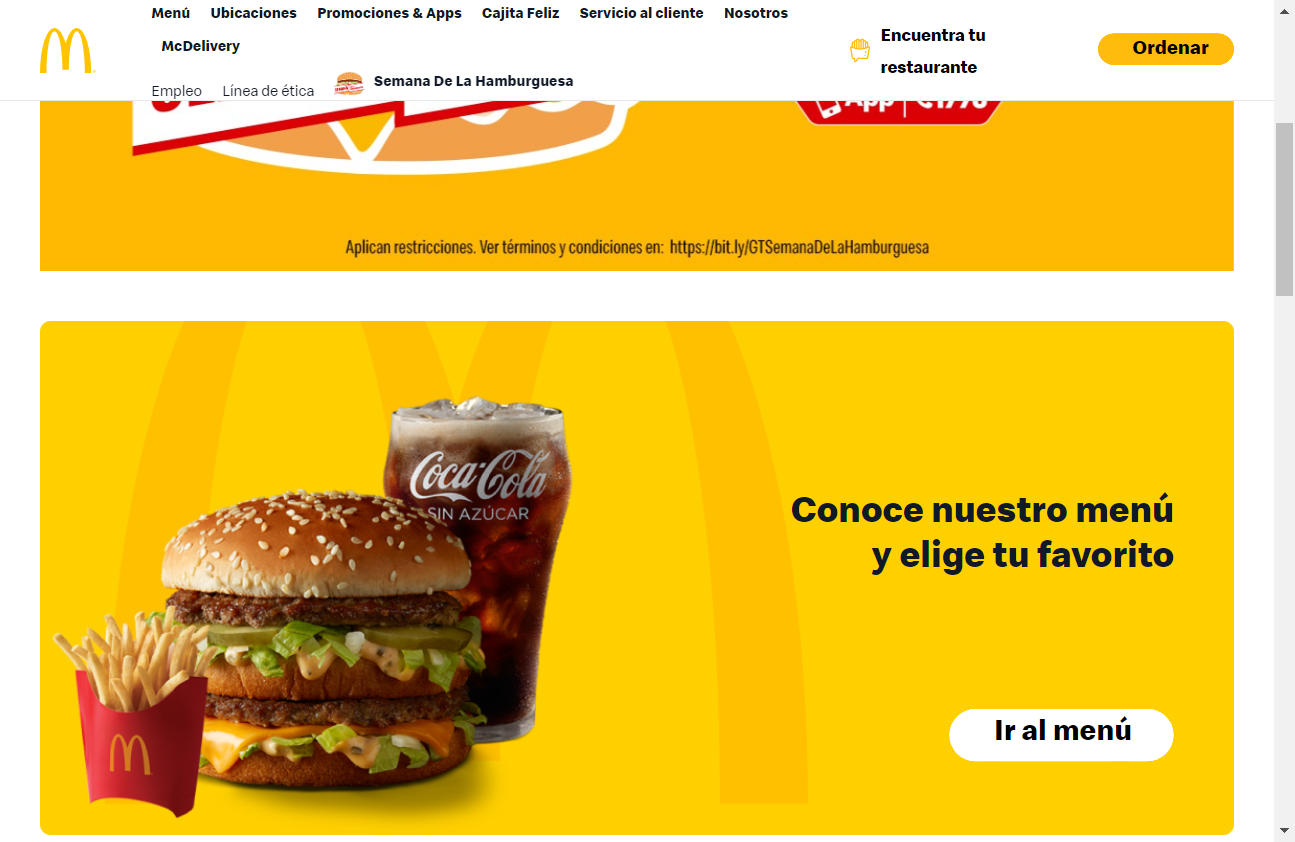 Menú Ubicaciones Promociones & Apps Cajita Feliz Servicio al cliente Nosotros
McDelivery
Empleo Línea de ética Semana De La Hamburguesa
Encuentra tu
restaurante
Ordenar
App
Aplican restricciones. Ver términos y condiciones en: https://bit.ly/GTSemanaDeLaHamburguesa
Coca-Cola
SIN AZÚCAR
Conoce nuestro menú
y elige tu favorito
Ir al menú